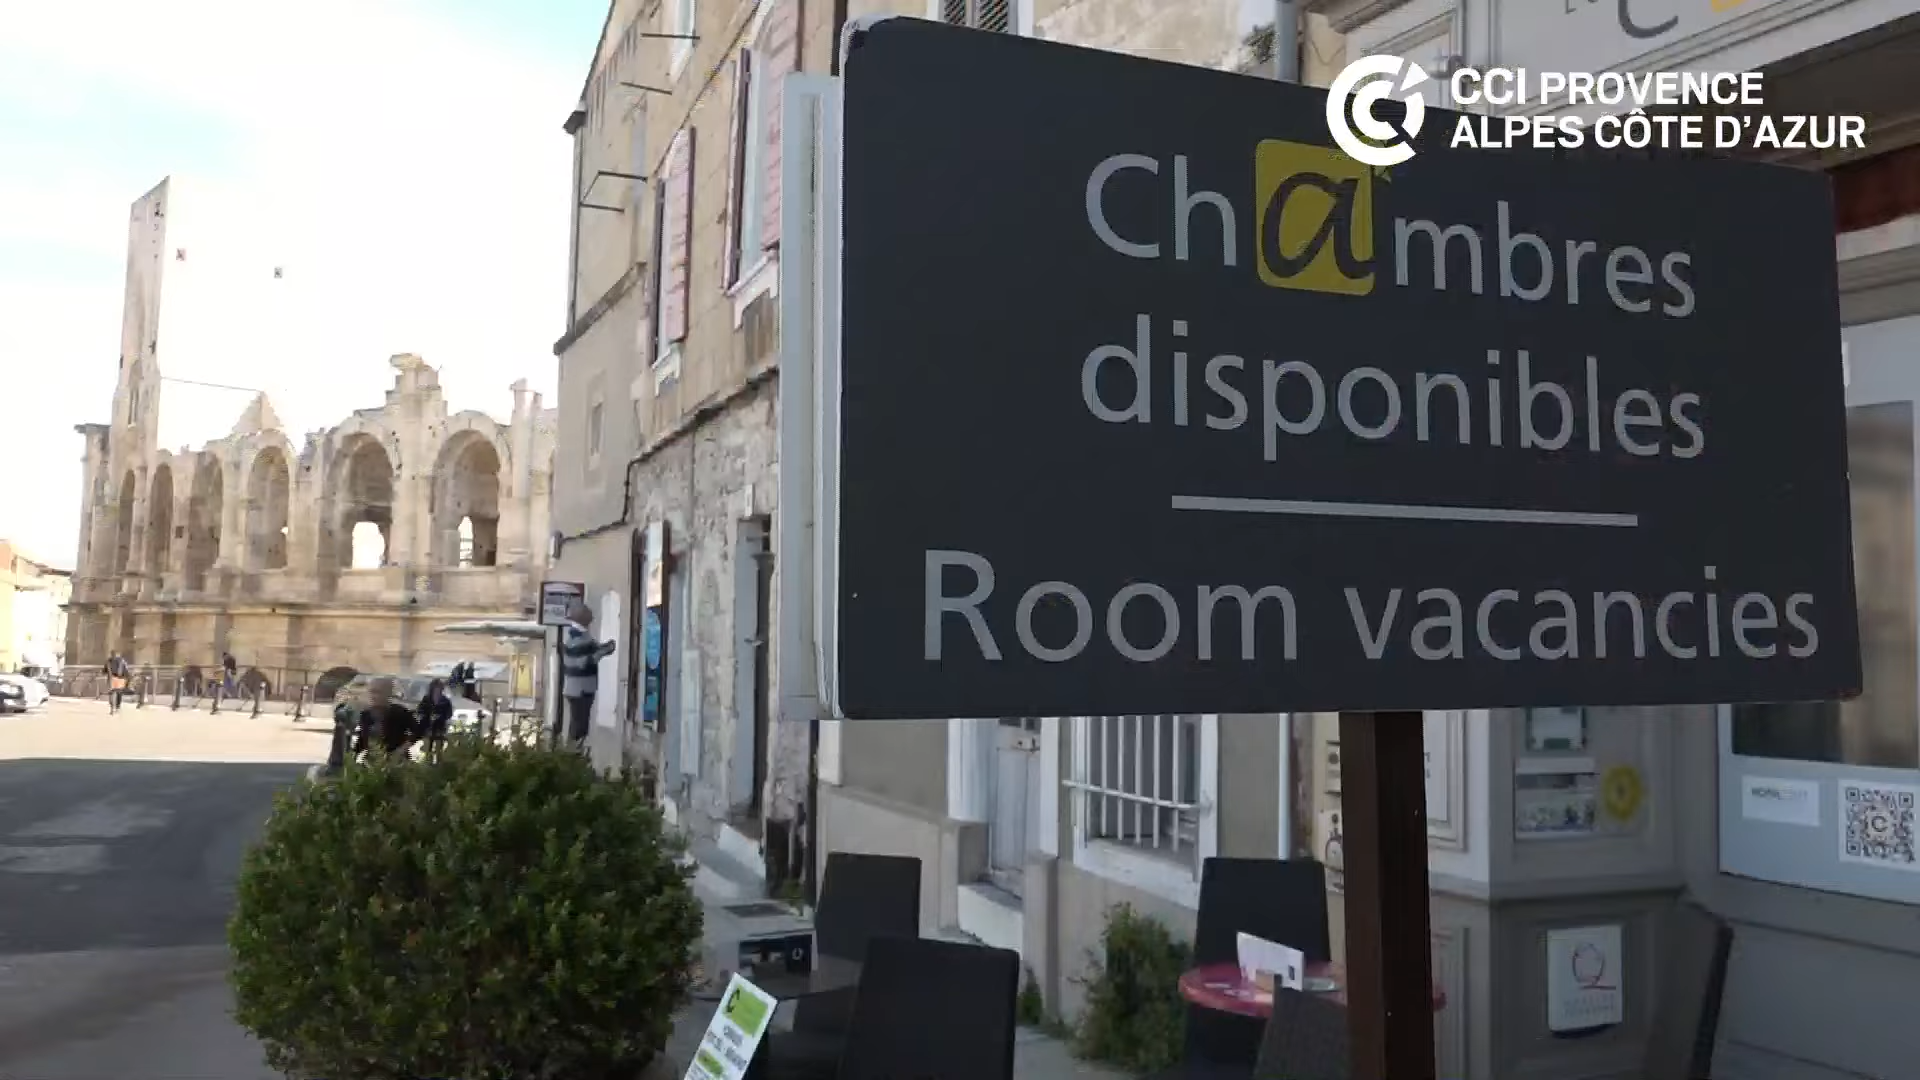 CCI PROVENCE
ALPES CÔTE D'AZUR
Chambres
disponibles
Room vacancies